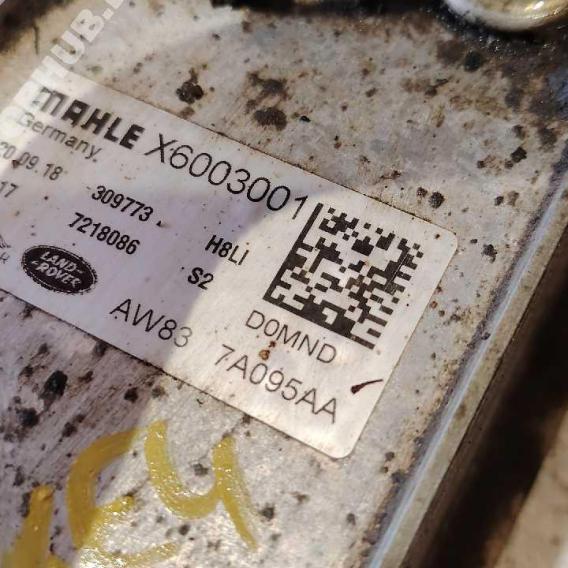 MAHLE X6003001
Germany.
20.09.18 309773 H8LI
17 7218086 S2
LAND-
ROVER
D0MND
AW83 7A095AA